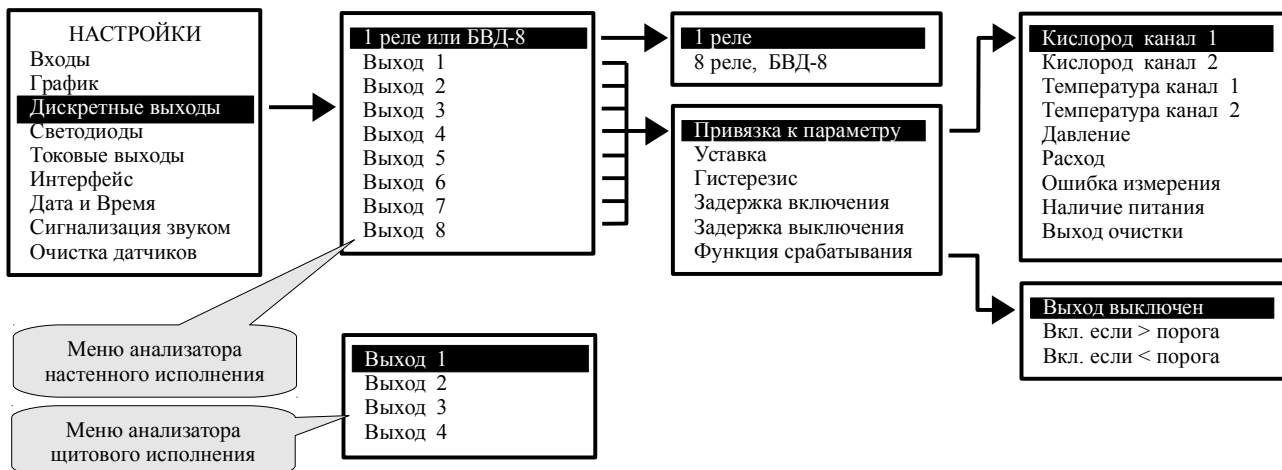 НАСТРОЙКИ
Входы
График
Дискретные выходы
Светодиоды
Токовые выходы
Интерфейс
Дата и Время
Сигнализация звуком
Очистка датчиков
1 реле или БВД-8
Выход 1
Выход 2
Выход 3
Выход 4
Выход 5
Выход 6
Выход 7
Выход 8
1 реле
8 реле, БВД-8
Привязка к параметру
Уставка
Гистерезис
Задержка включения
Задержка выключения
Функция срабатывания
Кислород канал 1
Кислород канал 2
Температура канал 1
Температура канал 2
Давление
Расход
Ошибка измерения
Наличие питания
Выход очистки
Выход выключен
Вкл. если > порога
Вкл. если < порога
Меню анализатора
настенного исполнения
Меню анализатора
щитового исполнения
Выход 1
Выход 2
Выход 3
Выход 4